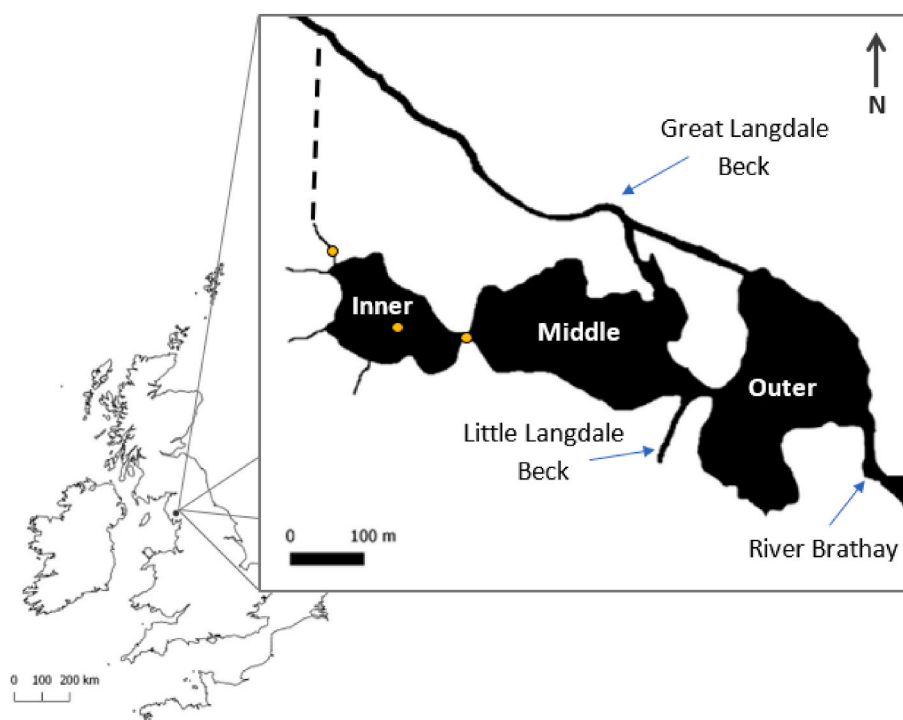 N
Great Langdale
Beck
Inner
Middle
Outer
Little Langdale
Beck
River Brathay
0 100 m
0 100 200 km